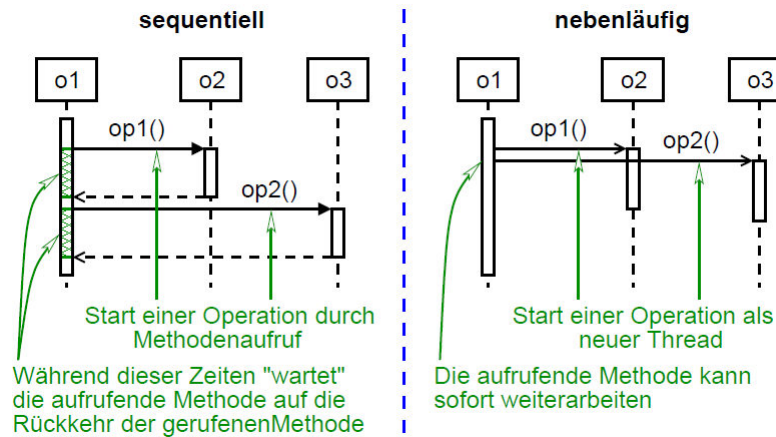 sequentiell
o1
o2
o3
op1()
op2()
Start einer Operation durch
Methodenaufruf
Während dieser Zeiten "wartet"
die aufrufende Methode auf die
Rückkehr der gerufenenMethode
nebenläufig
o1
o2
o3
op1()
op2()
Start einer Operation als
neuer Thread
Die aufrufende Methode kann
sofort weiterarbeiten